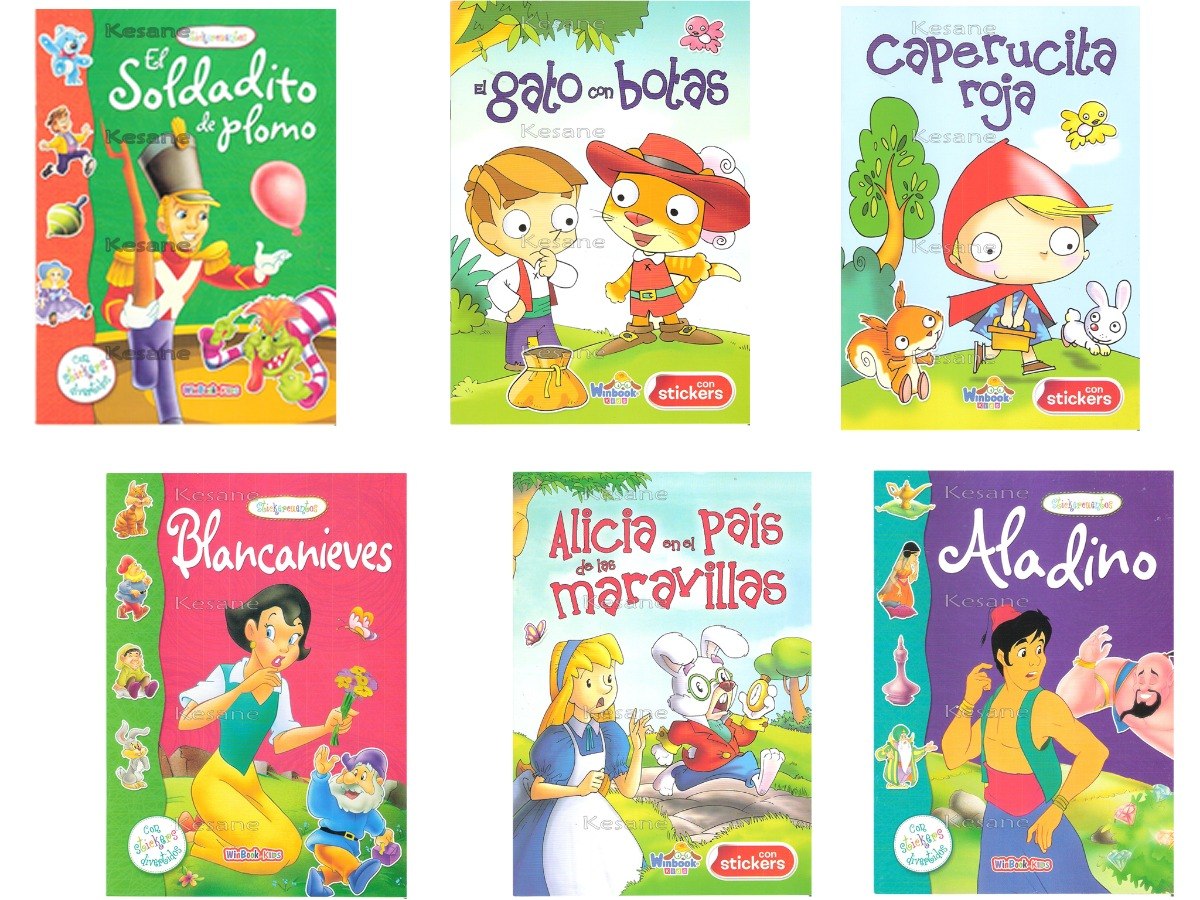 Kesane
Stickercuentos
El
Soldadito
de plomo
Kesane
Kesane
Kesane
Con
stickers
divertidos
WinBook KIDS
Kesane
El gato con botas
Kesane
Kesane
Kesane
Winbook
KIDS
con
stickers
Kesane
Caperucita
roja
Kesane
Kesane
Kesane
Winbook
KIDS
con
stickers
Kesane
Stickercuentos
Blancanieves
Kesane
Kesane
Kesane
Con
stickers
divertidos
WinBook KIDS
Kesane
Alicia en el país
de las
maravillas
Kesane
Kesane
Kesane
Winbook
KIDS
con
stickers
Kesane
Stickercuentos
Aladino
Kesane
Kesane
Kesane
Con
stickers
divertidos
WinBook KIDS